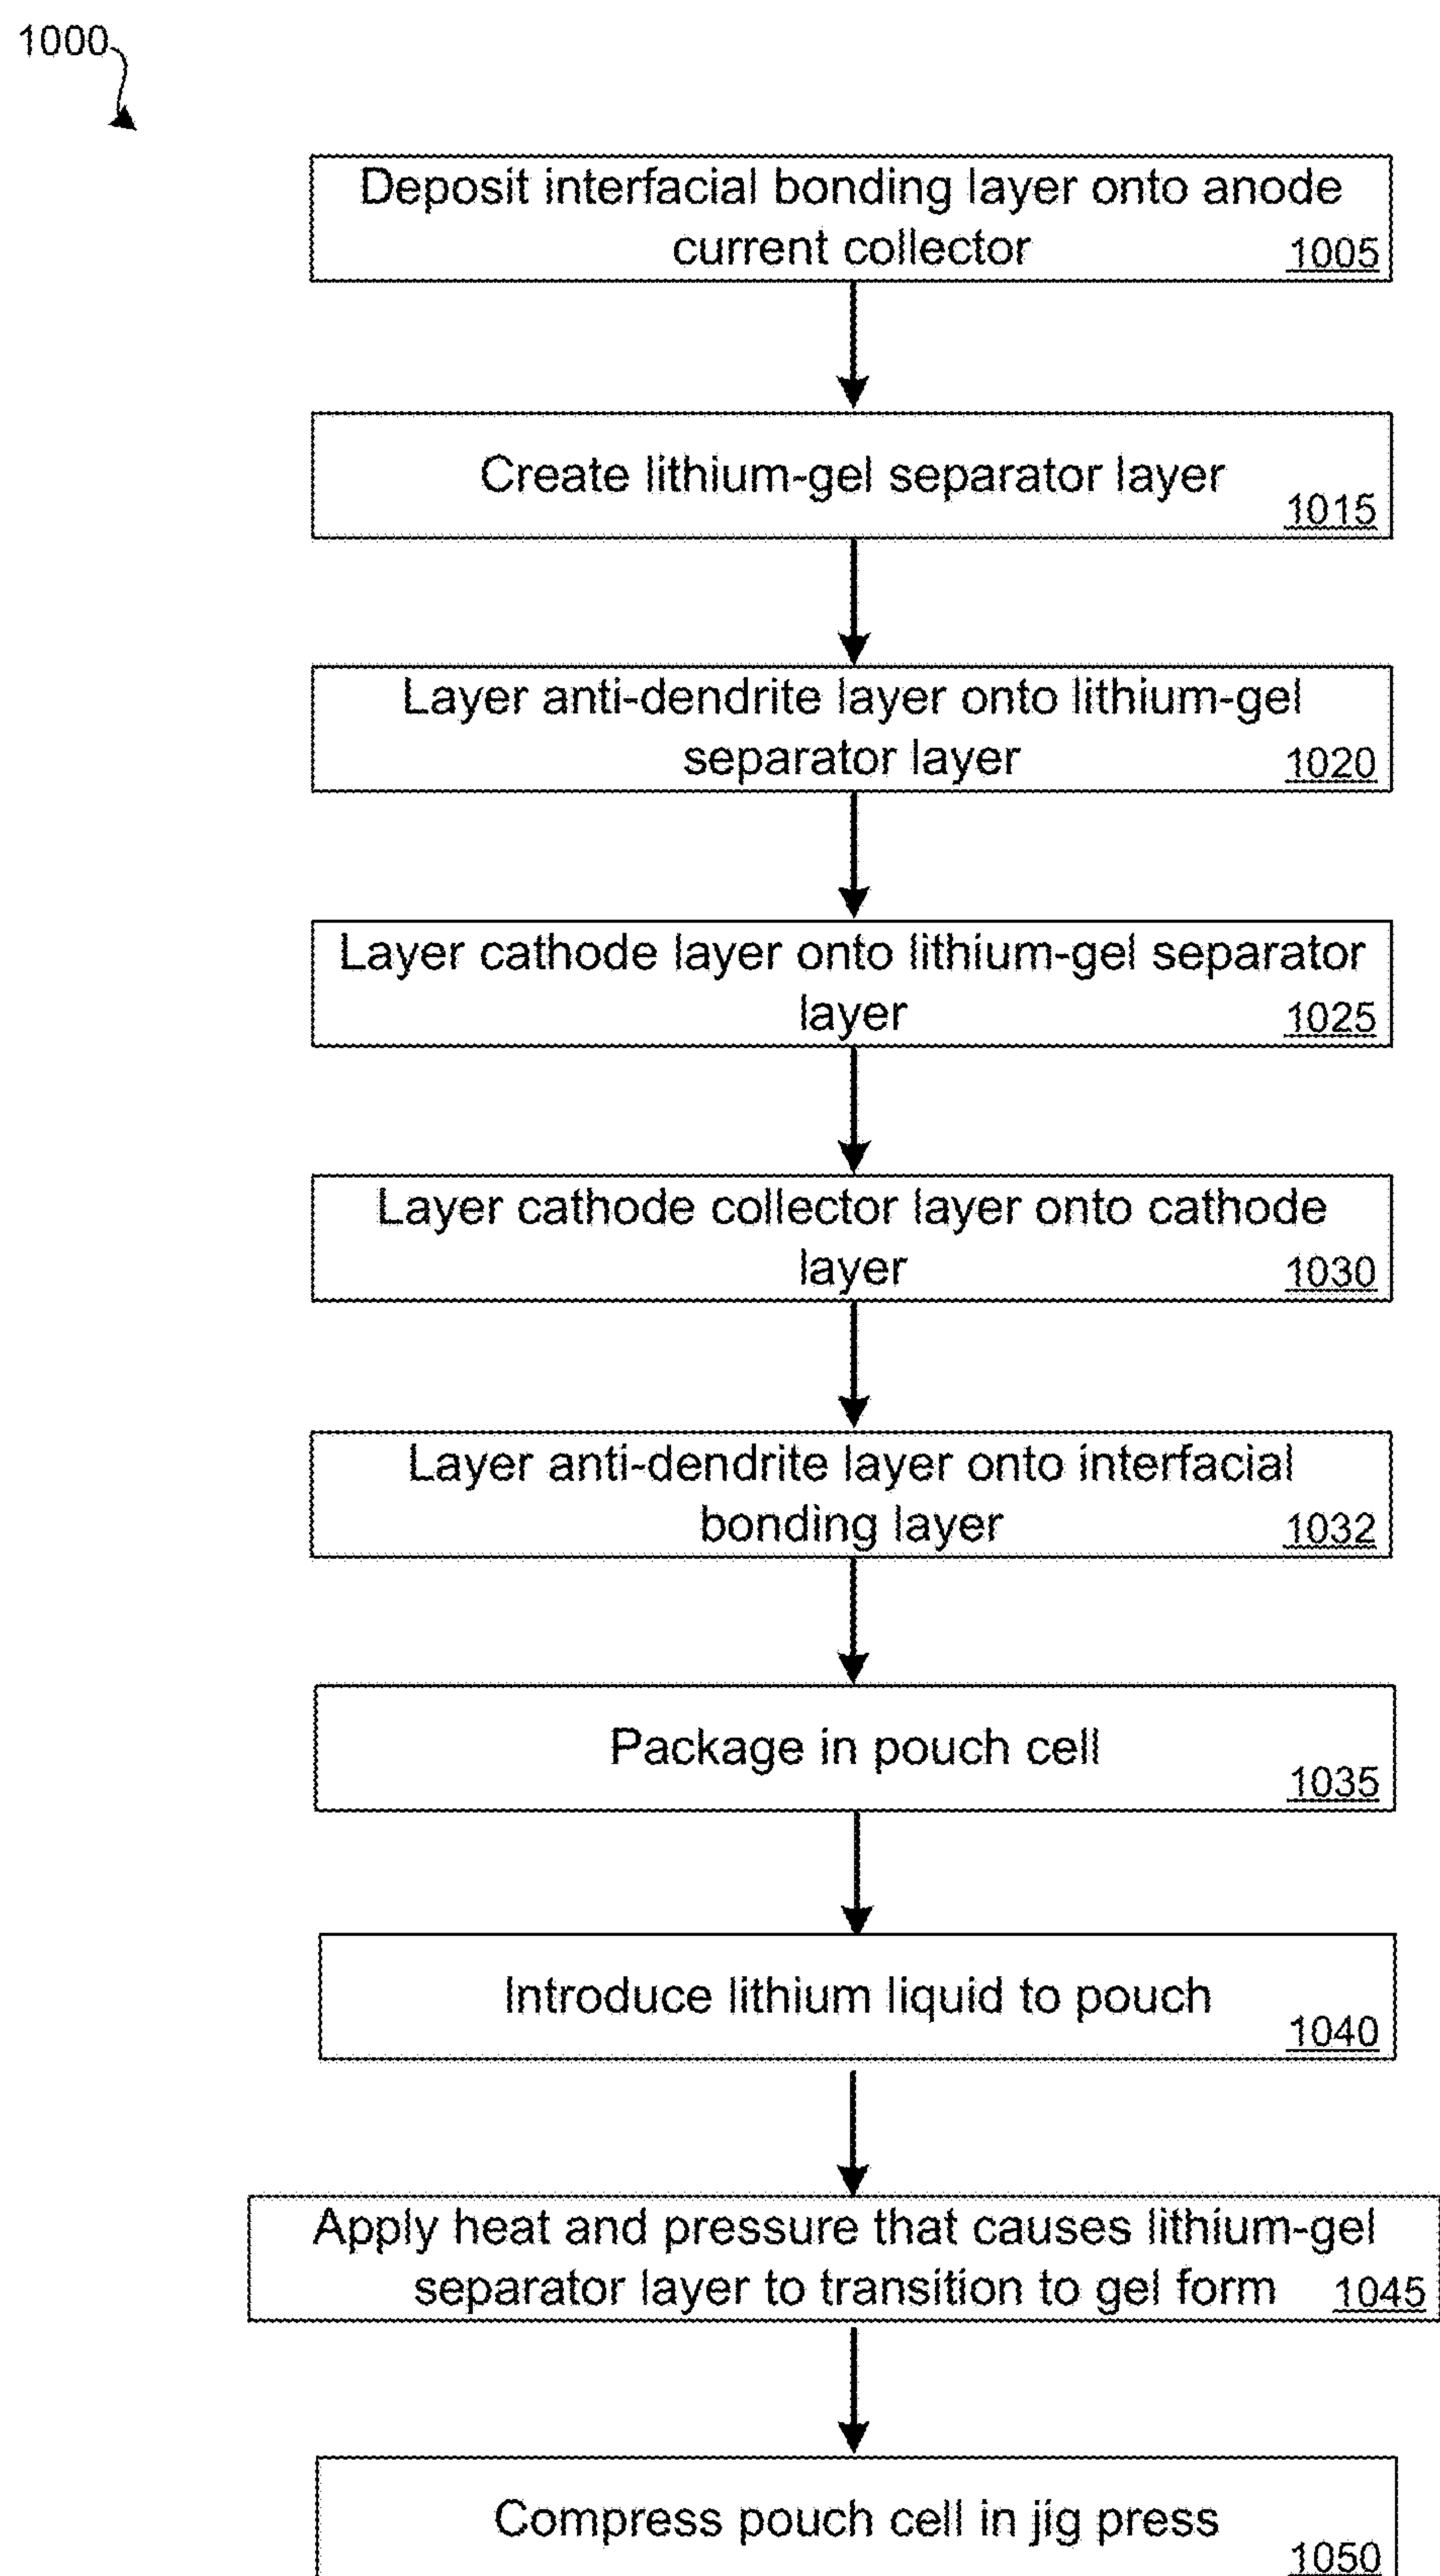 1000
Deposit interfacial bonding layer onto anode
current collector 1005
Create lithium-gel separator layer
1015
Layer anti-dendrite layer onto lithium-gel
separator layer 1020
Layer cathode layer onto lithium-gel separator
layer 1025
Layer cathode collector layer onto cathode
layer 1030
Layer anti-dendrite layer onto interfacial
bonding layer 1032
Package in pouch cell
1035
Introduce lithium liquid to pouch
1040
Apply heat and pressure that causes lithium-gel
separator layer to transition to gel form 1045
Compress pouch cell in jig press
1050